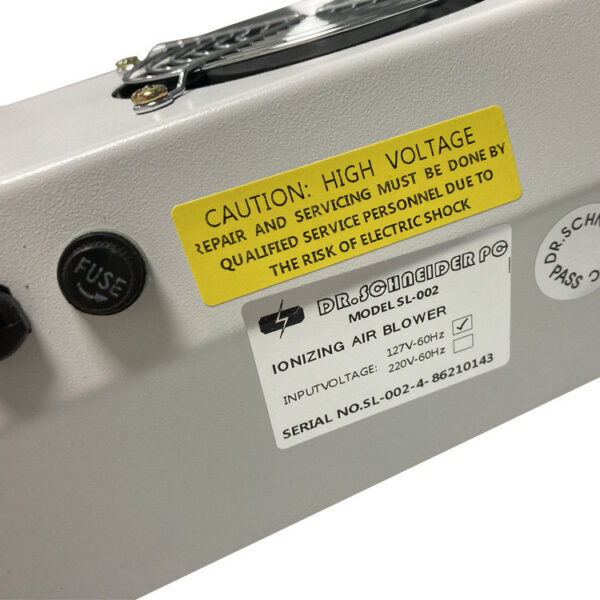 CAUTION: HIGH VOLTAGE
REPAIR AND SERVICING MUST BE DONE BY
QUALIFIED SERVICE PERSONNEL DUE TO
THE RISK OF ELECTRIC SHOCK
FUSE
DR.SCHNEIDER PC
MODEL SL-002
IONIZING AIR BLOWER
INPUTVOLTAGE: 127V-60Hz
220V-60Hz
SERIAL NO.SL-002-4-86210143
DR.SCHN
PASS